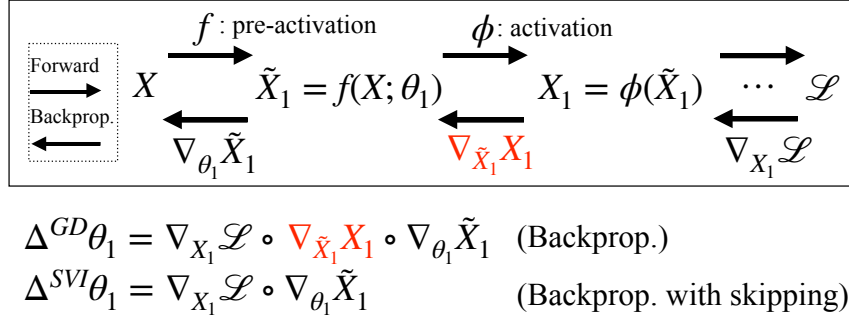 f : pre-activation ϕ: activation
Forward
X X̃₁ = f(X; θ₁) X₁ = ϕ(X̃₁) ⋯ ℒ
Backprop.
∇_{θ₁}X̃₁ ∇_{X̃₁}X₁ ∇_{X₁}ℒ
Δ^{GD}θ₁ = ∇_{X₁}ℒ ∘ ∇_{X̃₁}X₁ ∘ ∇_{θ₁}X̃₁ (Backprop.)
Δ^{SVI}θ₁ = ∇_{X₁}ℒ ∘ ∇_{θ₁}X̃₁ (Backprop. with skipping)